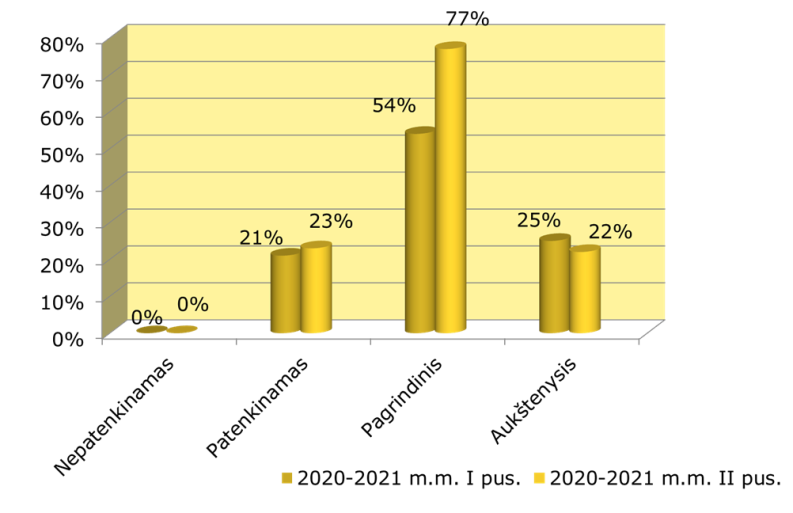 77%
80%
70%
54%
60%
50%
40%
30%
25%
23%
22%
21%
20%
10%
0%
0%
0%
Nepatenkinamas
Patenkinamas
Pagrindinis
Aukštenysis
2020-2021 m.m. I pus.
2020-2021 m.m. II pus.